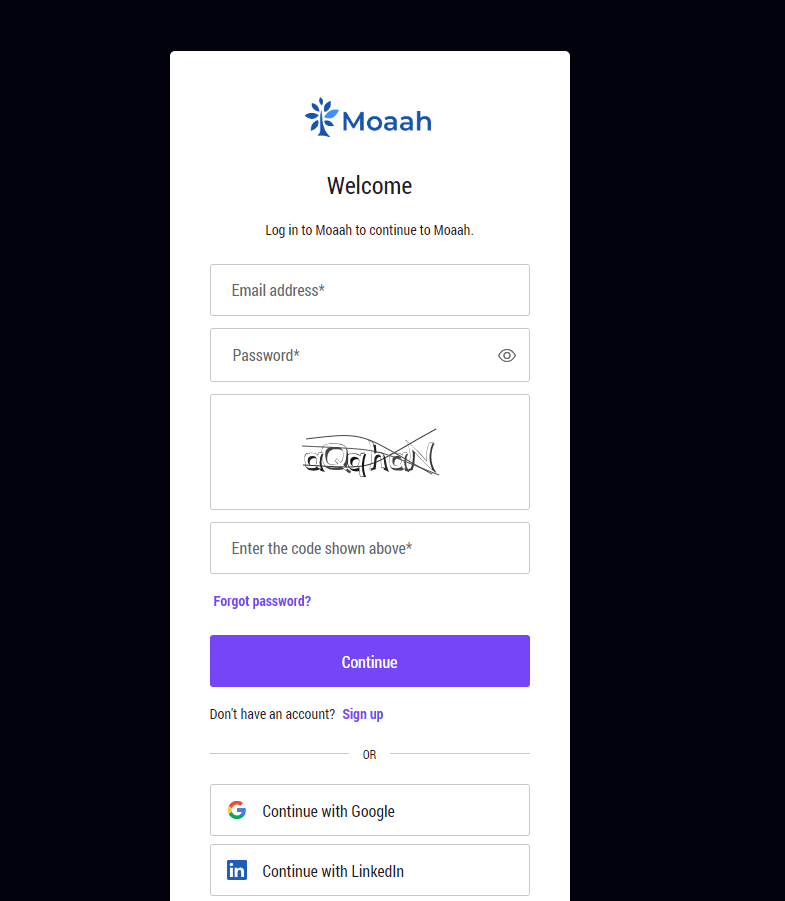 Moaah
Welcome
Log in to Moaah to continue to Moaah.
Email address*
Password*
Enter the code shown above*
Forgot password?
Continue
Don't have an account? Sign up
OR
Continue with Google
Continue with LinkedIn